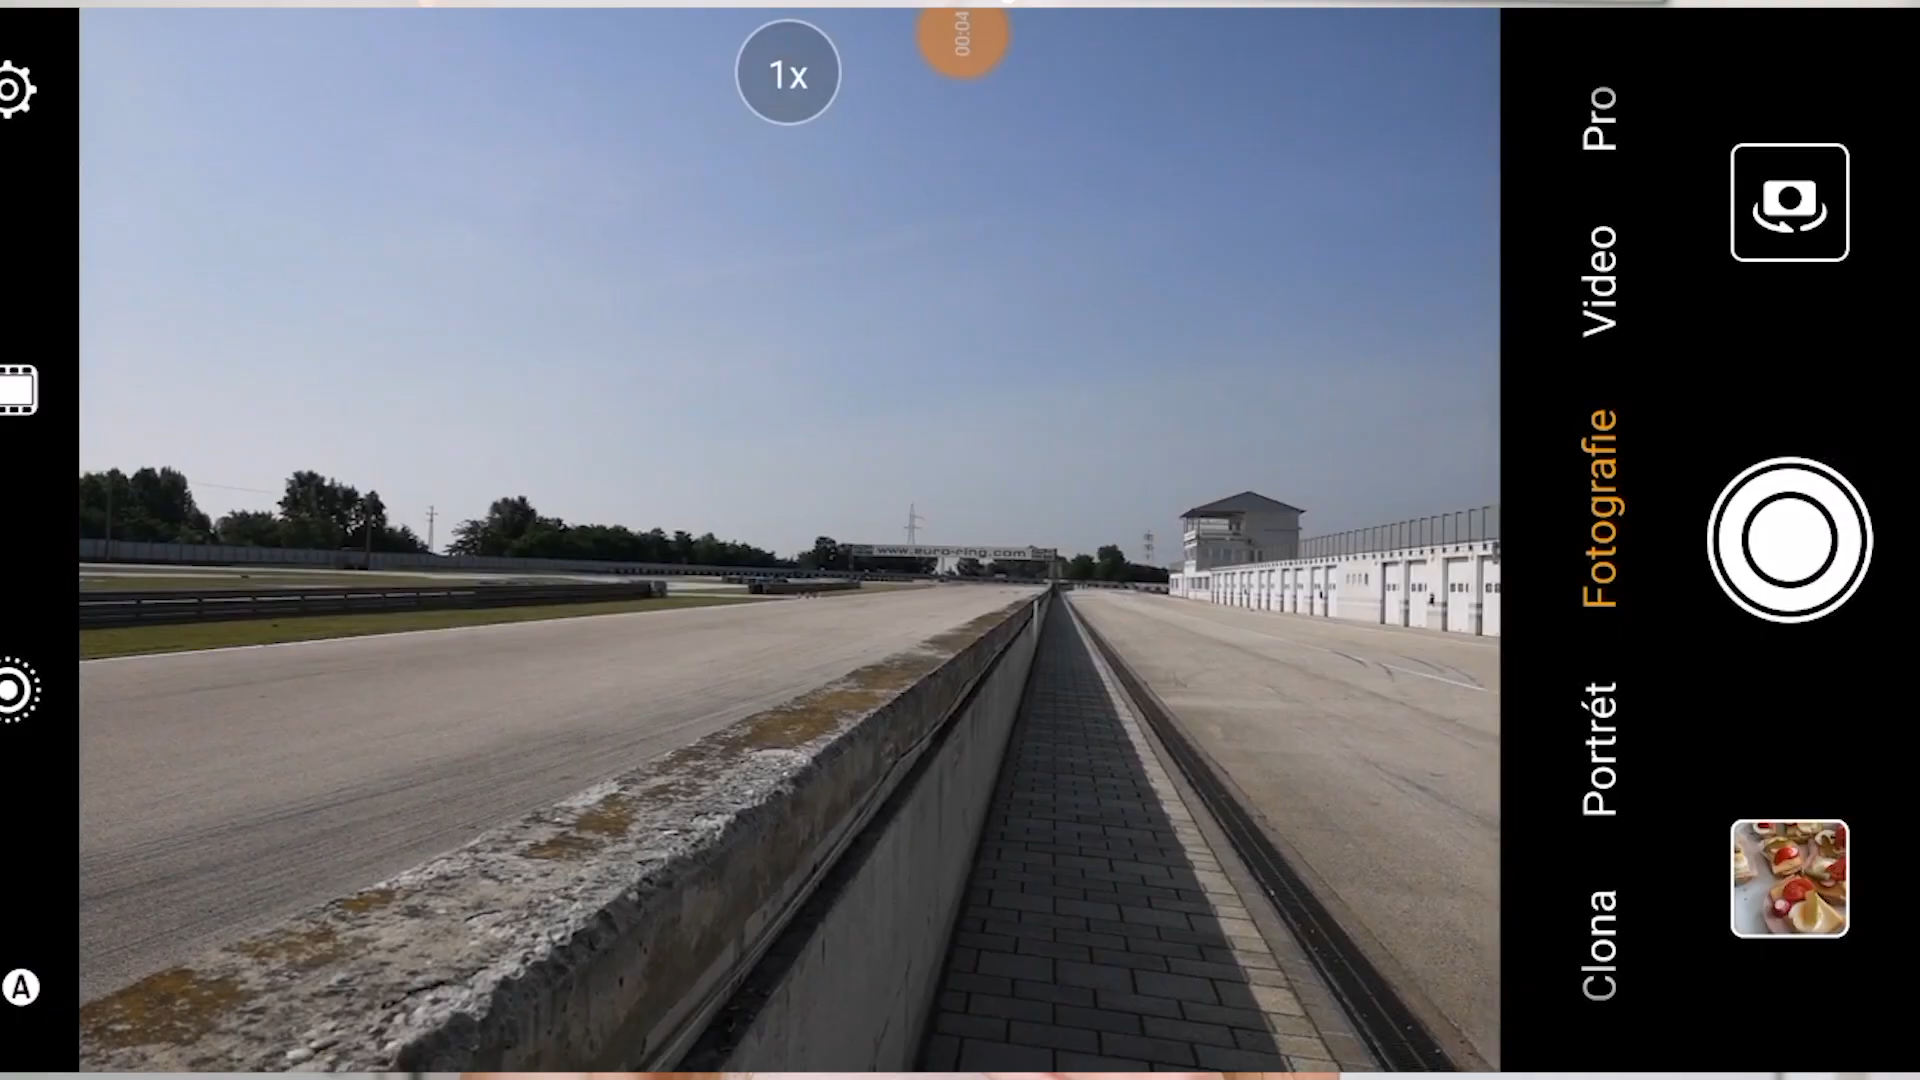 1x
00:04
www.euro-ring.com
Pro
Video
Fotografie
Portrét
Clona
A